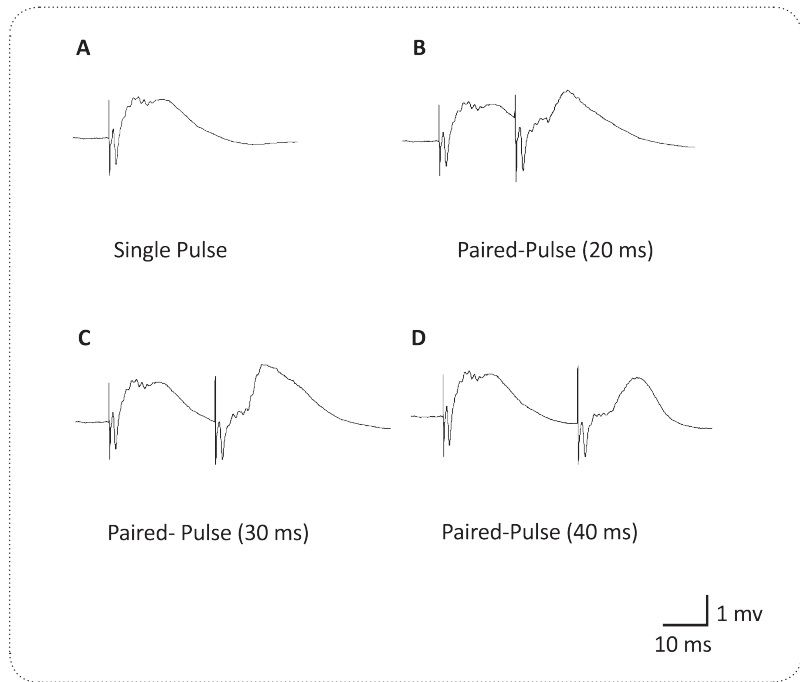 A
B
Single Pulse
Paired-Pulse (20 ms)
C
D
Paired- Pulse (30 ms)
Paired-Pulse (40 ms)
1 mv
10 ms